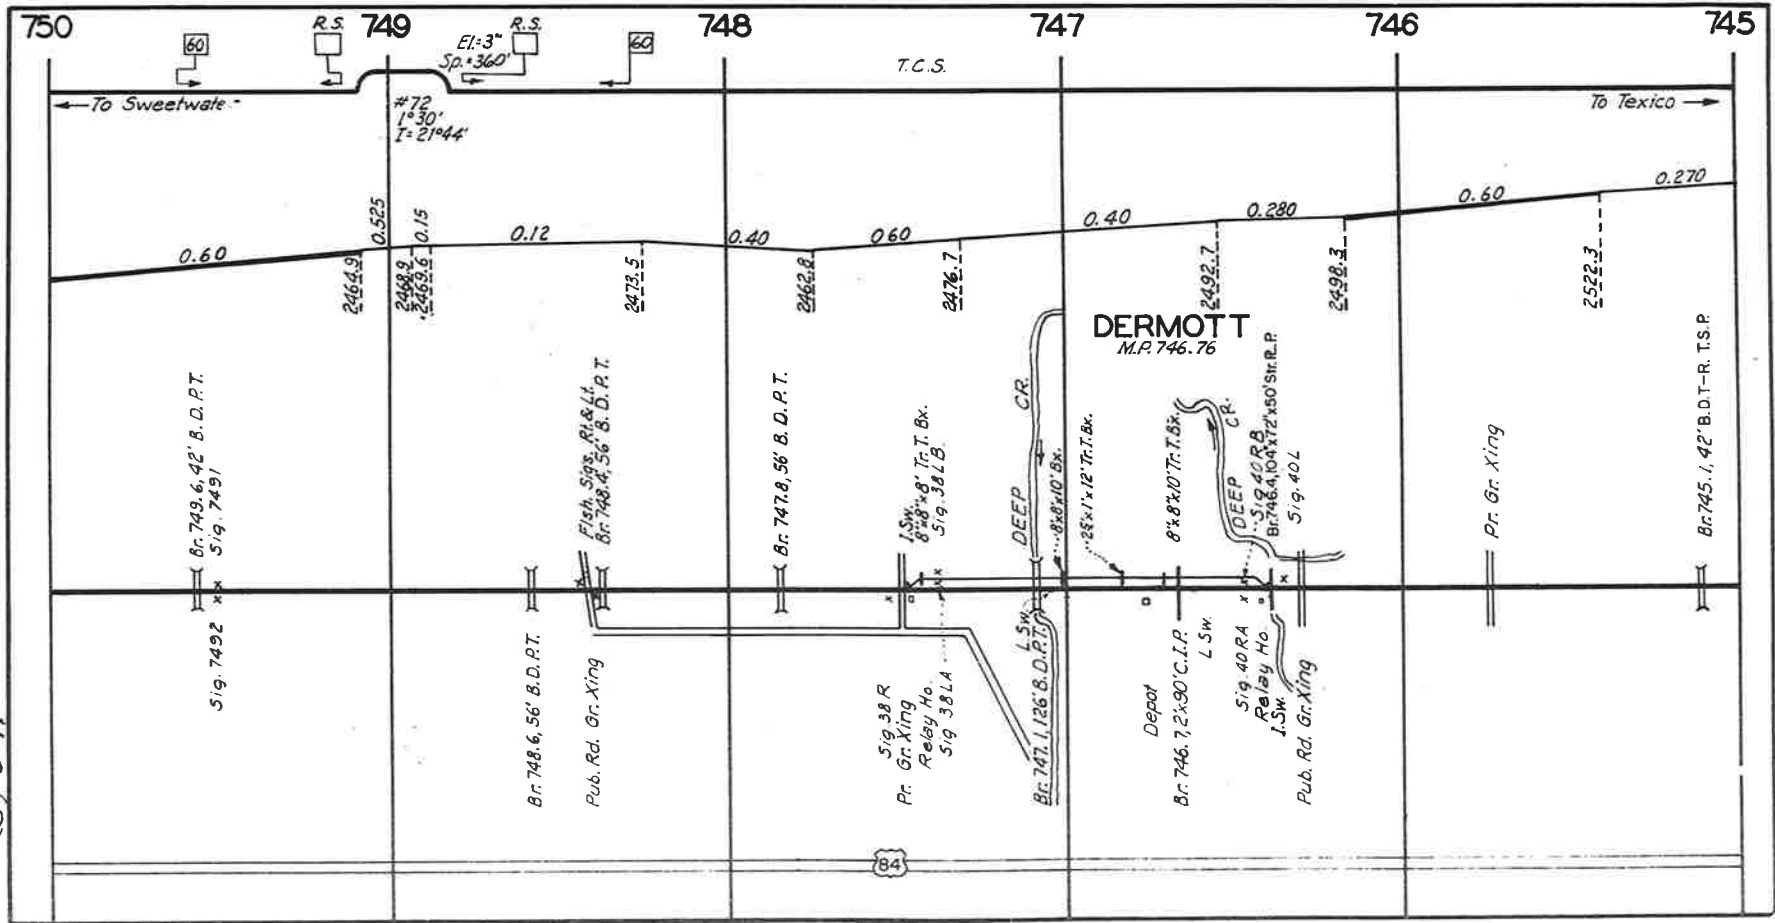 750 749 748 747 746 745
60
R.S.
R.S.
El.=3"
Sp.=360'
60
T.C.S.
←To Sweetwate-
#72
1°30'
I=21°44'
To Texico→
0.60
0.525
0.15
0.12
0.40
0.60
0.40
0.280
0.60
0.270
2464.9
2468.9
2469.6
2473.5
2462.8
2476.7
2492.7
2498.3
2522.3
DERMOTT
M.P. 746.76
Br. 749.6, 42' B.D.P.T.
Sig. 7491
Flsh. Sigs. Rt.& Lt.
Br. 748.4, 56' B.D.P.T.
Br. 747.8, 56' B.D.P.T.
I.Sw.
8"x8"x8' Tr. T. Bx.
Sig. 38 LB.
DEEP CR.
8"x8"x10' Bx.
Tr. T. Bx.
8"x8"x10' Tr. T. Bx.
DEEP CR.
Sig 40 RB
Br. 746.4, 104'x72'x50' Str. R.P.
Sig. 40 L
Pr. Gr. Xing
Br. 745.1, 42' B.D.T-R.T.S.P.
Sig. 7492
Br. 748.6, 56' B.D.P.T.
Pub. Rd. Gr. Xing
Sig 38 R
Pr. Gr. Xing
Relay Ho.
Sig 38 LA
L Sw.
Br. 747.1, 126' B.D.P.T.
Depot
Br. 746.7, 2'x90' C.I.P.
L Sw.
Sig. 40 RA
Relay Ho.
I.Sw.
Pub. Rd. Gr. Xing
84